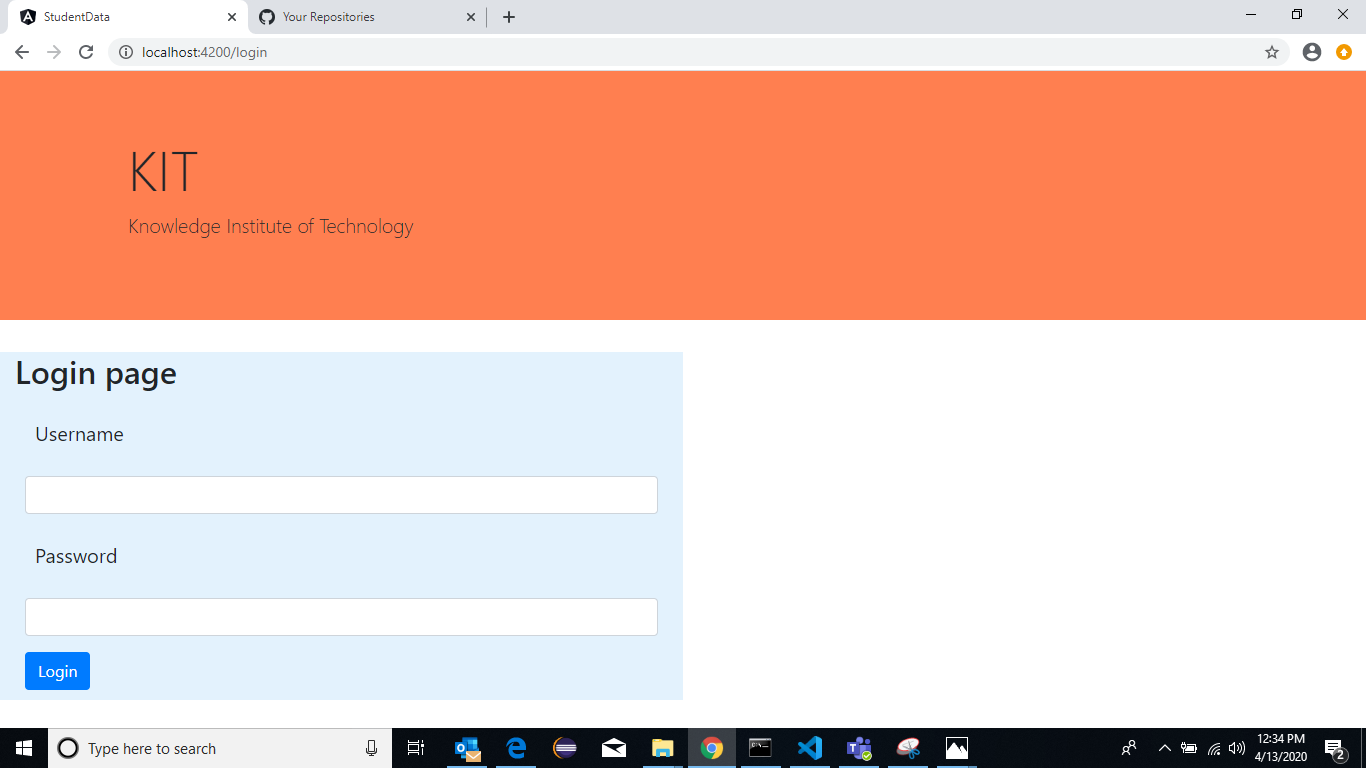 StudentData
Your Repositories
localhost:4200/login
KIT
Knowledge Institute of Technology
Login page
Username
Password
Login
Type here to search
12:34 PM
4/13/2020
2